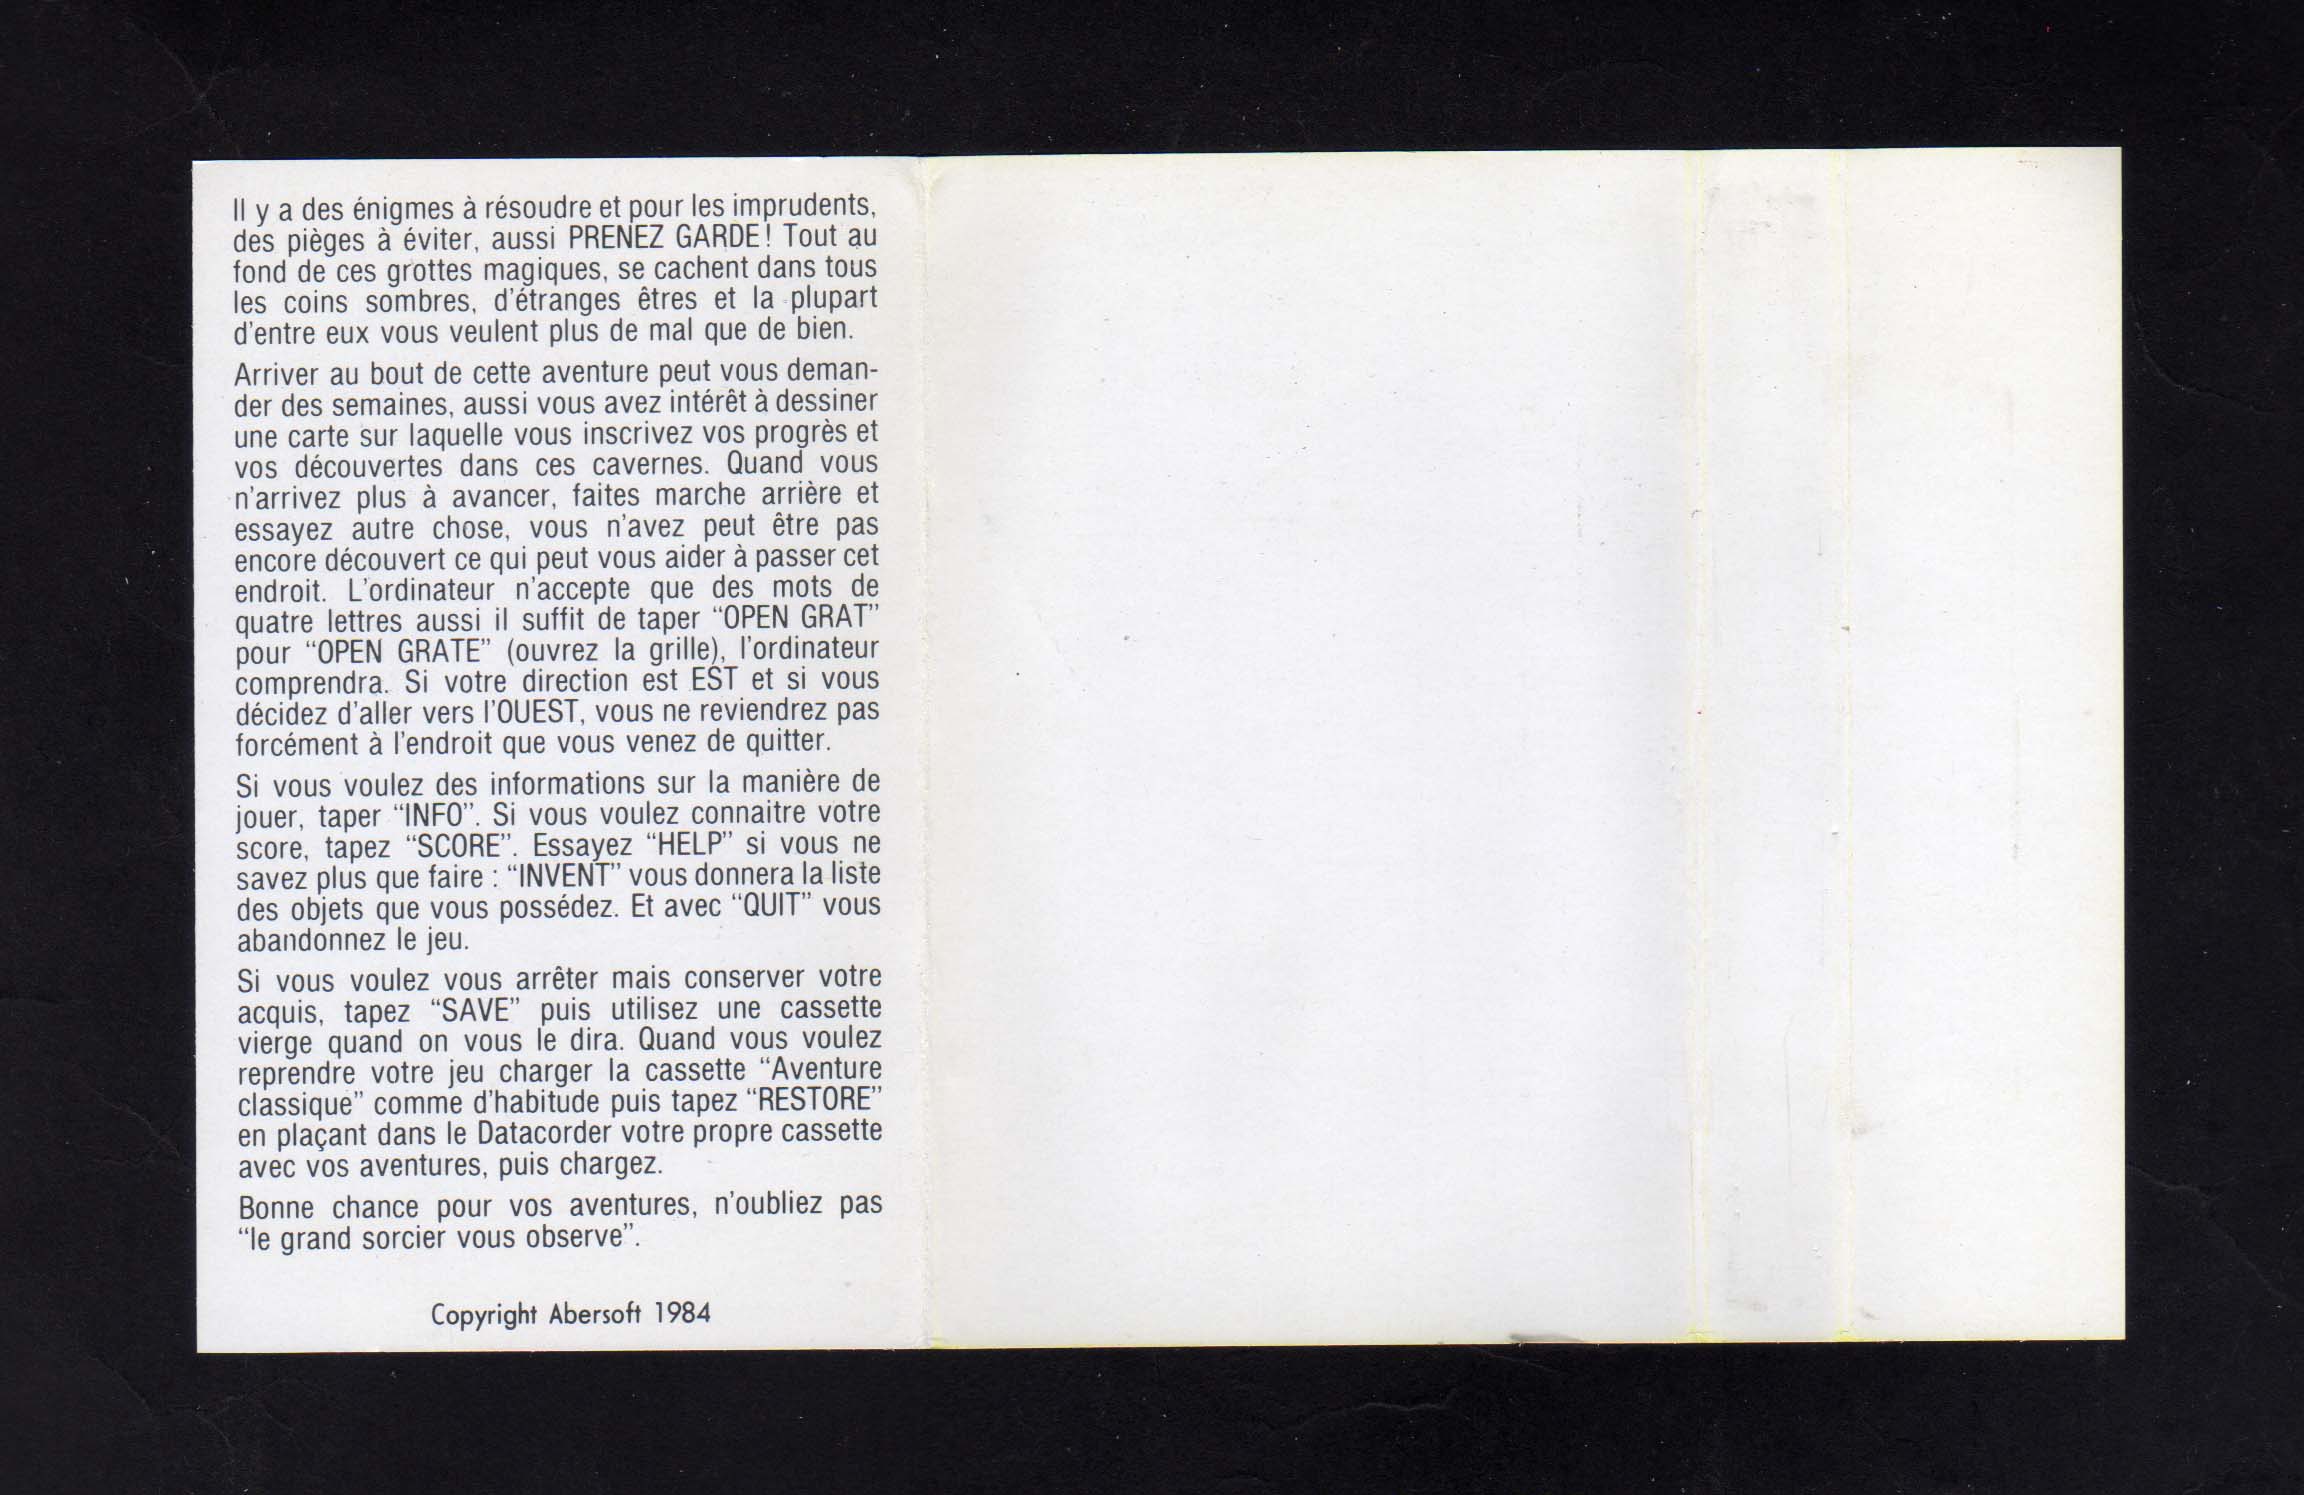 Il y a des énigmes à résoudre et pour les imprudents,
des pièges à éviter, aussi PRENEZ GARDE! Tout au
fond de ces grottes magiques, se cachent dans tous
les coins sombres, d'étranges êtres et la plupart
d'entre eux vous veulent plus de mal que de bien.
Arriver au bout de cette aventure peut vous deman-
der des semaines, aussi vous avez intérêt à dessiner
une carte sur laquelle vous inscrivez vos progrès et
vos découvertes dans ces cavernes. Quand vous
n'arrivez plus à avancer, faites marche arrière et
essayez autre chose, vous n'avez peut être pas
encore découvert ce qui peut vous aider à passer cet
endroit. L'ordinateur n'accepte que des mots de
quatre lettres aussi il suffit de taper “OPEN GRAT”
pour “OPEN GRATE” (ouvrez la grille), l'ordinateur
comprendra. Si votre direction est EST et si vous
décidez d'aller vers l'OUEST, vous ne reviendrez pas
forcément à l'endroit que vous venez de quitter.
Si vous voulez des informations sur la manière de
jouer, taper “INFO”. Si vous voulez connaitre votre
score, tapez “SCORE”. Essayez “HELP” si vous ne
savez plus que faire : “INVENT” vous donnera la liste
des objets que vous possédez. Et avec “QUIT” vous
abandonnez le jeu.
Si vous voulez vous arrêter mais conserver votre
acquis, tapez “SAVE” puis utilisez une cassette
vierge quand on vous le dira. Quand vous voulez
reprendre votre jeu charger la cassette “Aventure
classique” comme d'habitude puis tapez “RESTORE”
en plaçant dans le Datacorder votre propre cassette
avec vos aventures, puis chargez.
Bonne chance pour vos aventures, n'oubliez pas
“le grand sorcier vous observe”.
Copyright Abersoft 1984